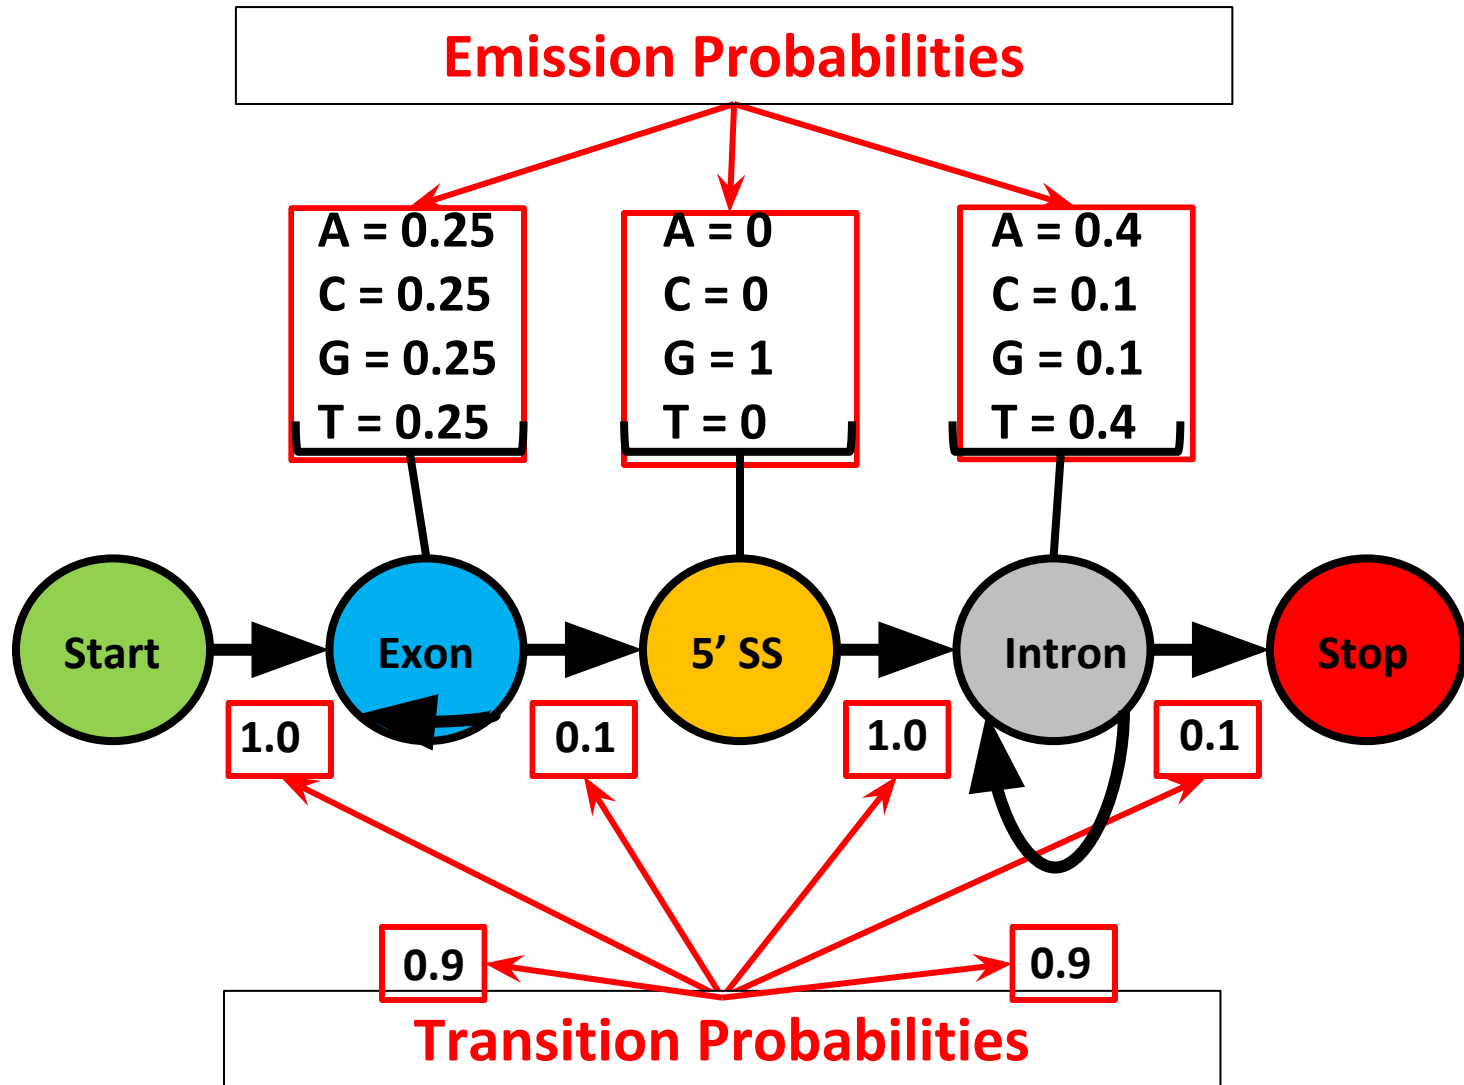 Emission Probabilities
A = 0.25
C = 0.25
G = 0.25
T = 0.25
A = 0
C = 0
G = 1
T = 0
A = 0.4
C = 0.1
G = 0.1
T = 0.4
Start
Exon
5’ SS
Intron
Stop
1.0
0.1
1.0
0.1
0.9
0.9
Transition Probabilities